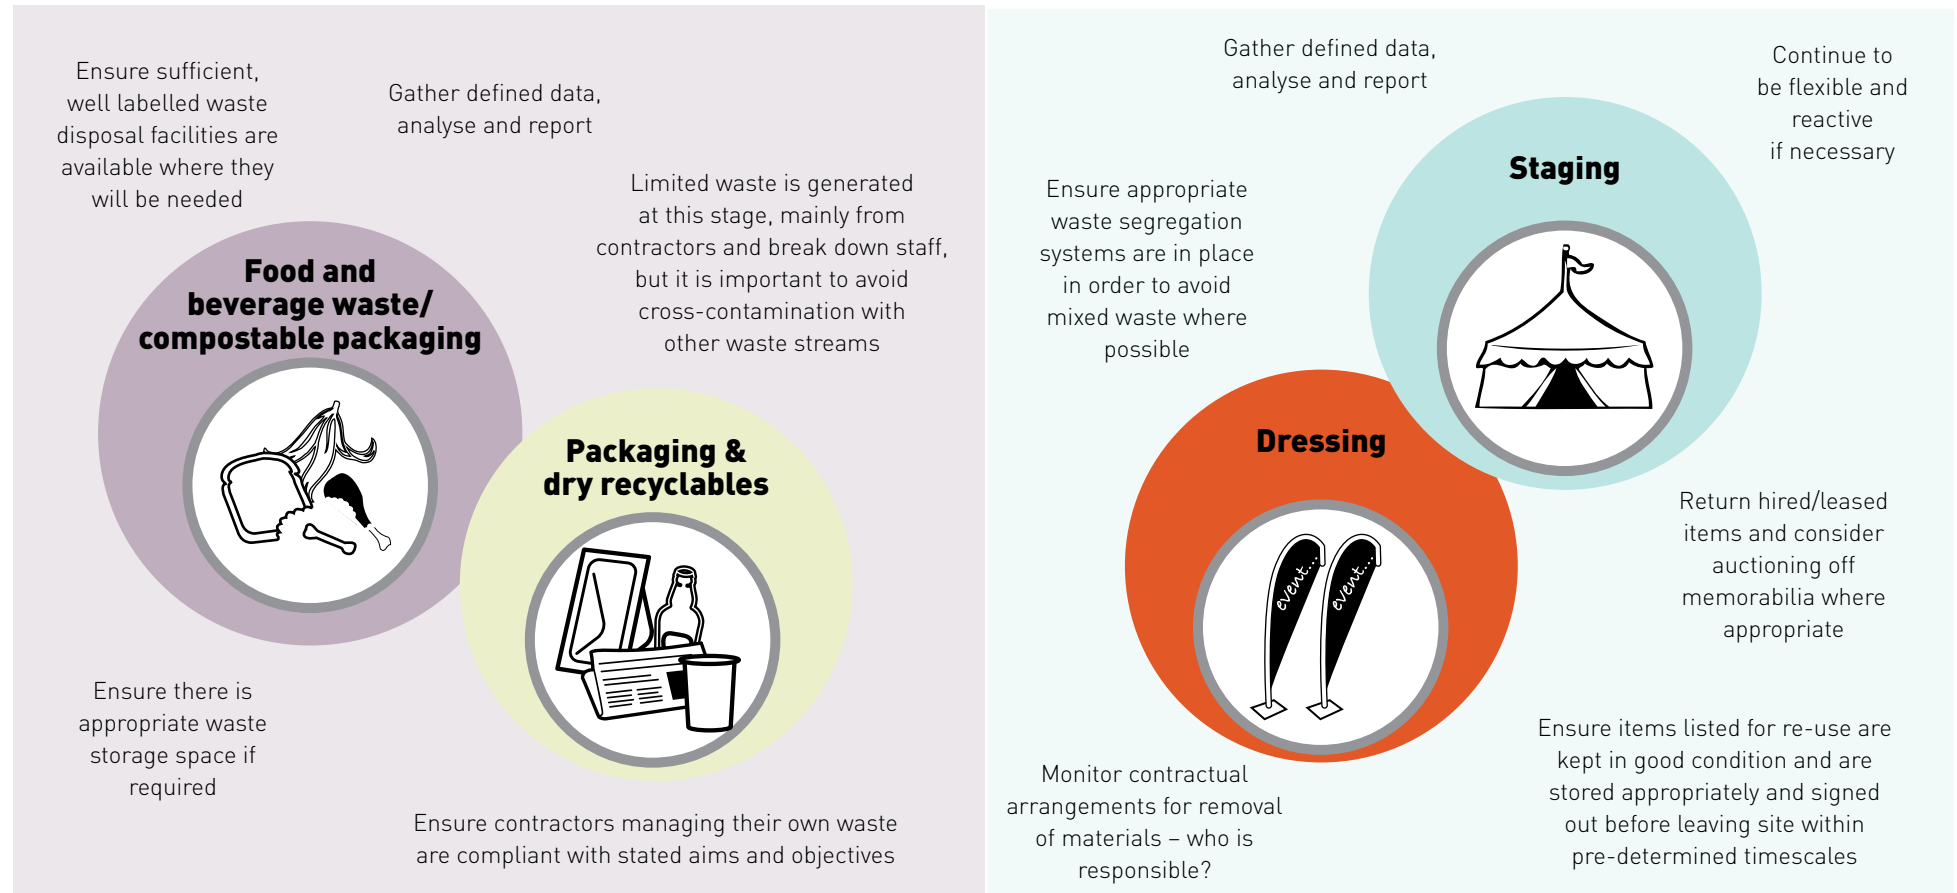 Ensure sufficient,
well labelled waste
disposal facilities are
available where they
will be needed
Gather defined data,
analyse and report
Limited waste is generated
at this stage, mainly from
contractors and break down staff,
but it is important to avoid
cross-contamination with
other waste streams
Food and
beverage waste/
compostable packaging
Packaging &
dry recyclables
Ensure there is
appropriate waste
storage space if
required
Ensure contractors managing their own waste
are compliant with stated aims and objectives
Gather defined data,
analyse and report
Continue to
be flexible and
reactive
if necessary
Staging
Ensure appropriate
waste segregation
systems are in place
in order to avoid
mixed waste where
possible
Dressing
event...
event...
Return hired/leased
items and consider
auctioning off
memorabilia where
appropriate
Monitor contractual
arrangements for removal
of materials – who is
responsible?
Ensure items listed for re-use are
kept in good condition and are
stored appropriately and signed
out before leaving site within
pre-determined timescales